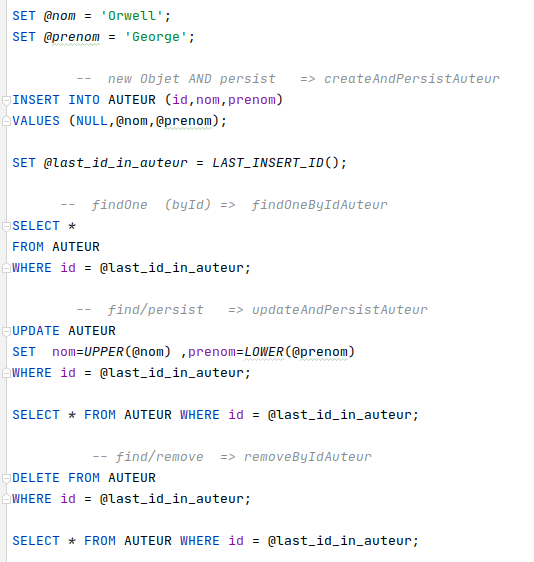 SET @nom = 'Orwell';
SET @prenom = 'George';
-- new Objet AND persist => createAndPersistAuteur
INSERT INTO AUTEUR (id,nom,prenom)
VALUES (NULL,@nom,@prenom);
SET @last_id_in_auteur = LAST_INSERT_ID();
-- findOne (byId) => findOneByIdAuteur
SELECT *
FROM AUTEUR
WHERE id = @last_id_in_auteur;
-- find/persist => updateAndPersistAuteur
UPDATE AUTEUR
SET nom=UPPER(@nom) ,prenom=LOWER(@prenom)
WHERE id = @last_id_in_auteur;
SELECT * FROM AUTEUR WHERE id = @last_id_in_auteur;
-- find/remove => removeByIdAuteur
DELETE FROM AUTEUR
WHERE id = @last_id_in_auteur;
SELECT * FROM AUTEUR WHERE id = @last_id_in_auteur;